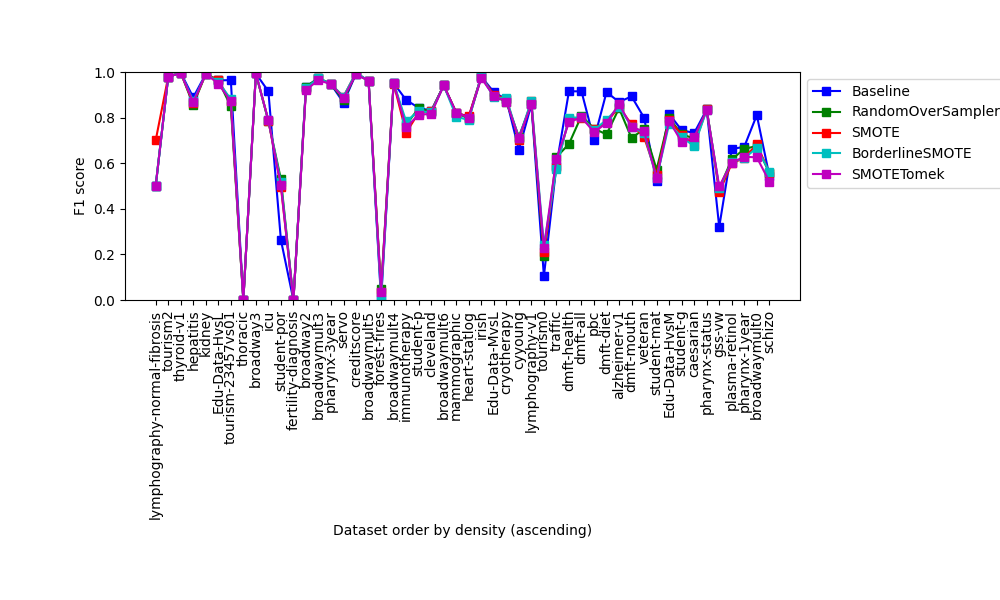 1.0
0.8
0.6
0.4
0.2
0.0
F1 score
Baseline
RandomOverSampler
SMOTE
BorderlineSMOTE
SMOTETomek
lymphography-normal-fibrosis
tourism2
thyroid-v1
hepatitis
kidney
Edu-Data-HvsL
tourism-23457vs01
thoracic
broadway3
icu
student-por
fertility-diagnosis
broadway2
broadwaymult3
pharynx-3year
servo
creditscore
broadwaymult5
forest-fires
broadwaymult4
immunotherapy
student-p
cleveland
broadwaymult6
mammographic
heart-statlog
irish
Edu-Data-MvsL
cryotherapy
cyyoung
lymphography-v1
tourism0
traffic
dmft-health
dmft-all
pbc
dmft-diet
alzheimer-v1
dmft-mouth
veteran
student-mat
Edu-Data-HvsM
student-g
caesarian
pharynx-status
gss-vw
plasma-retinol
pharynx-1year
broadwaymult0
schizo
Dataset order by density (ascending)